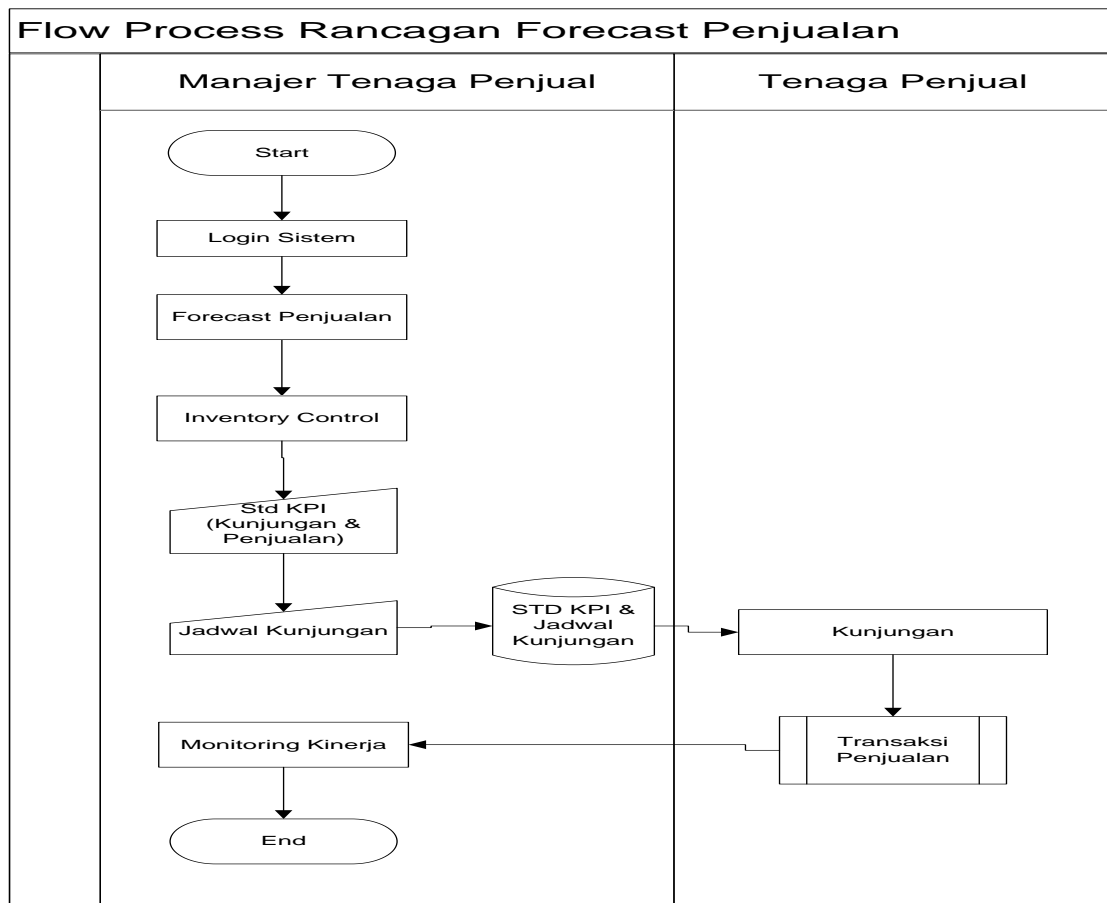 Flow Process Rancagan Forecast Penjualan
Manajer Tenaga Penjual
Tenaga Penjual
Start
Login Sistem
Forecast Penjualan
Inventory Control
Std KPI
(Kunjungan &
Penjualan)
Jadwal Kunjungan
STD KPI &
Jadwal
Kunjungan
Kunjungan
Transaksi
Penjualan
Monitoring Kinerja
End